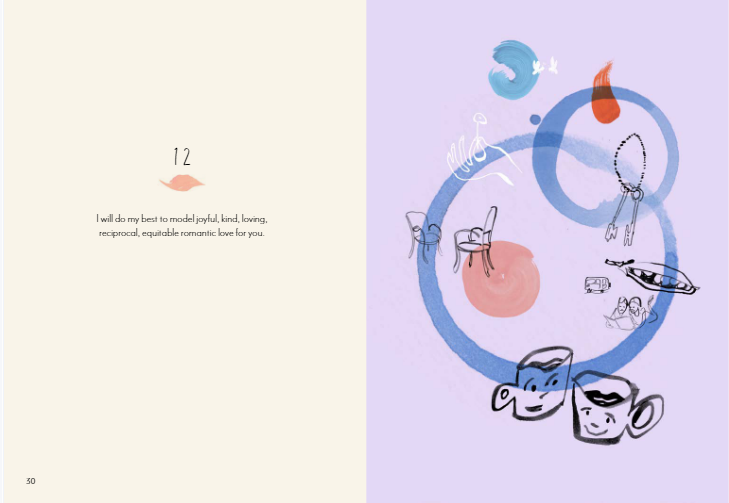 12
I will do my best to model joyful, kind, loving,
reciprocal, equitable romantic love for you.
30